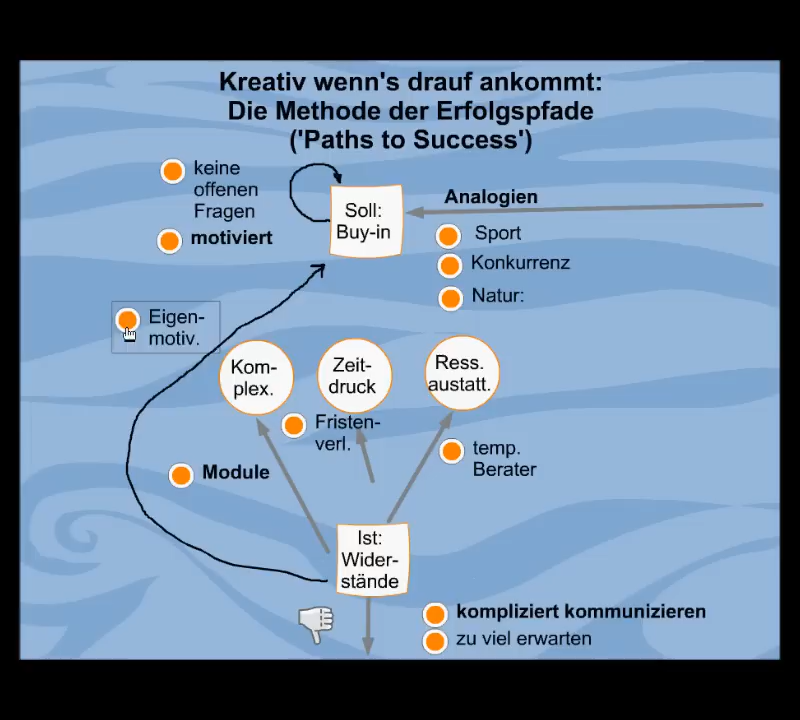 Kreativ wenn's drauf ankommt:
Die Methode der Erfolgspfade
('Paths to Success')
keine
offenen
Fragen
motiviert
Soll:
Buy-in
Analogien
Sport
Konkurrenz
Natur:
Eigen-
motiv.
Kom-
plex.
Zeit-
druck
Ress.
austatt.
Fristen-
verl.
temp.
Berater
Module
Ist:
Wider-
stände
kompliziert kommunizieren
zu viel erwarten